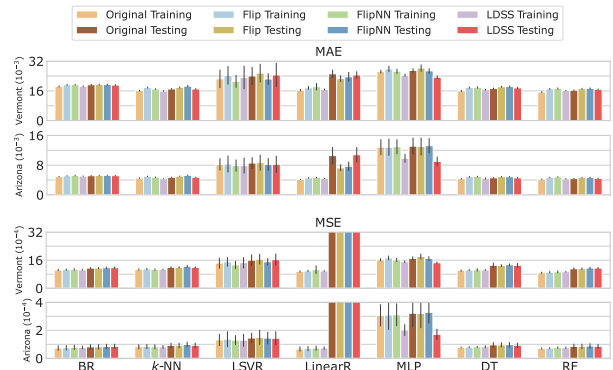 Original Training Flip Training FlipNN Training LDSS Training
Original Testing Flip Testing FlipNN Testing LDSS Testing
MAE
Vermont (10⁻³)
32
16
0
Arizona (10⁻³)
16
8
0
MSE
Vermont (10⁻⁴)
32
16
0
Arizona (10⁻⁴)
4
2
0
BR k-NN LSVR LinearR MLP DT RF